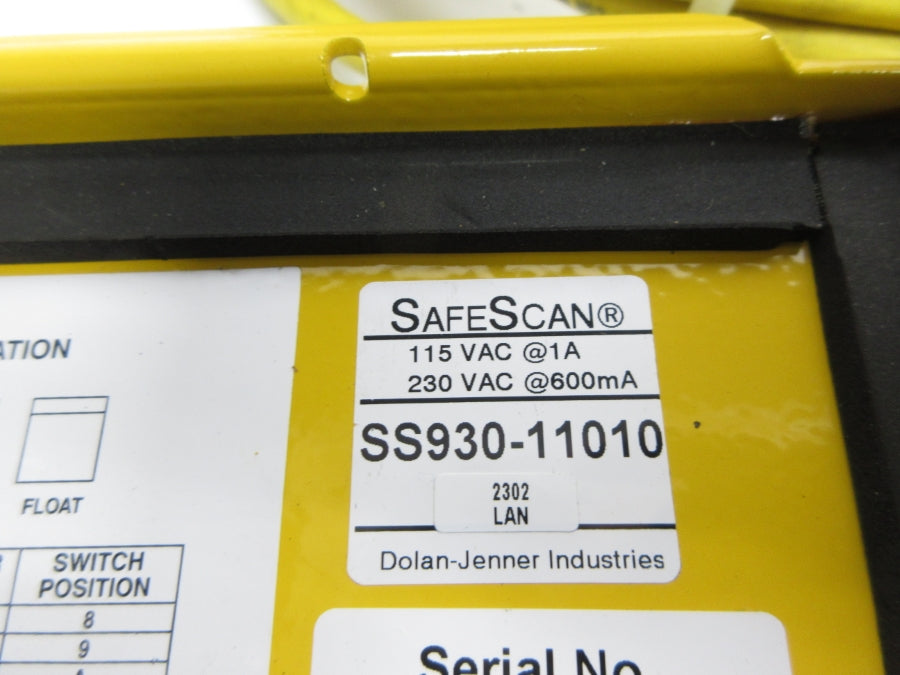 ATION
FLOAT
SWITCH
POSITION
8
9
SAFESCAN®
115 VAC @1A
230 VAC @600mA
SS930-11010
2302
LAN
Dolan-Jenner Industries
Serial No.